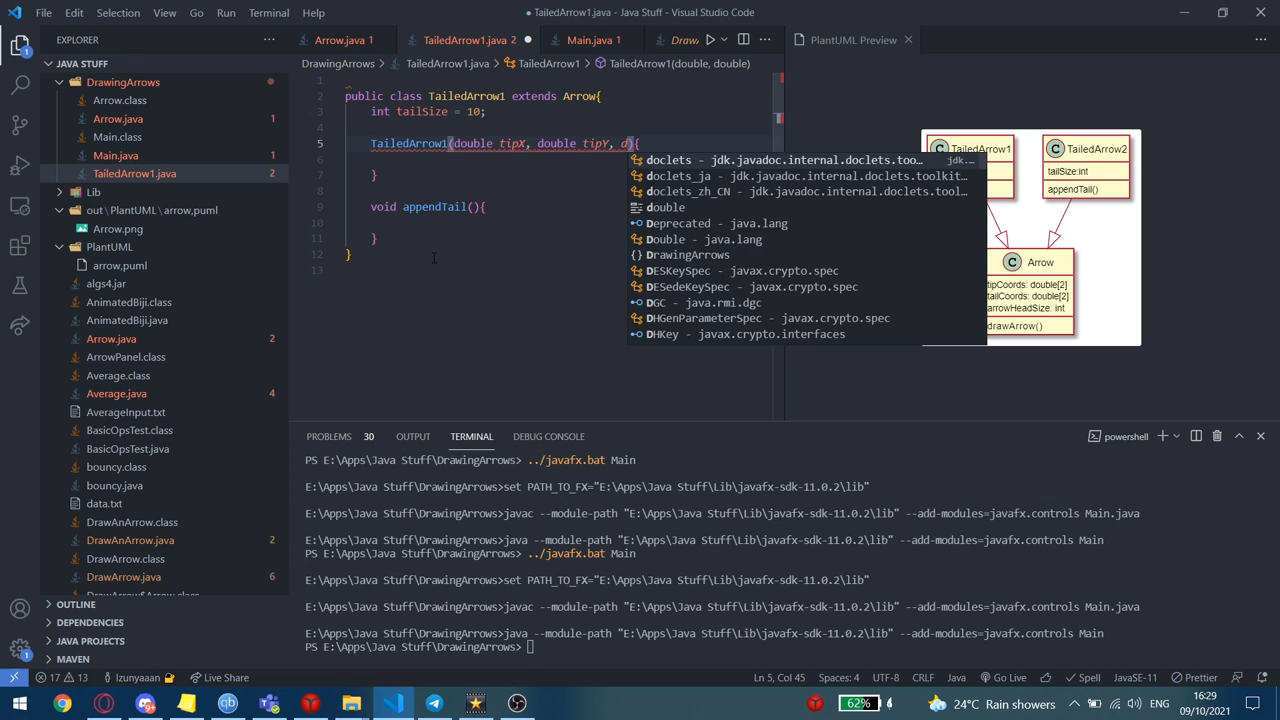 File Edit Selection View Go Run Terminal Help
● TailedArrow1.java - Java Stuff - Visual Studio Code
EXPLORER
JAVA STUFF
DrawingArrows
Arrow.class
Arrow.java 1
Main.class
Main.java 1
TailedArrow1.java 2
Lib
out\PlantUML\arrow,puml
Arrow.png
PlantUML
arrow,puml
algs4.jar
AnimatedBiji.class
AnimatedBiji.java
Arrow.java 2
ArrowPanel.class
Average.class
Average.java 4
AverageInput.txt
BasicOpsTest.class
BasicOpsTest.java
bouncy.class
bouncy.java
data.txt
DrawAnArrow.class
DrawAnArrow.java 2
DrawArrow.class
DrawArrow.java 6
DrawArrow&Arrow.class
OUTLINE
DEPENDENCIES
JAVA PROJECTS
MAVEN
Arrow.java 1 TailedArrow1.java 2 ● Main.java 1 Draw
DrawingArrows > TailedArrow1.java > TailedArrow1 > TailedArrow1(double, double)
1
2 public class TailedArrow1 extends Arrow{
3 int tailSize = 10;
4
5 TailedArrow1(double tipX, double tipY, d){
6
7 }
8
9 void appendTail(){
10
11 }
12 }
13
doclets - jdk.javadoc.internal.doclets.too... jdk....
doclets_ja - jdk.javadoc.internal.doclets.toolkit...
doclets_zh_CN - jdk.javadoc.internal.doclets.tool...
double
Deprecated - java.lang
Double - java.lang
DrawingArrows
DESKeySpec - javax.crypto.spec
DESedeKeySpec - javax.crypto.spec
DGC - java.rmi.dgc
DHGenParameterSpec - javax.crypto.spec
DHKey - javax.crypto.interfaces
PlantUML Preview
C TailedArrow1
C TailedArrow2
tailSize:int
appendTail()
C Arrow
tipCoords: double[2]
tailCoords: double[2]
arrowHeadSize: int
drawArrow()
PROBLEMS 30 OUTPUT TERMINAL DEBUG CONSOLE
powershell
PS E:\Apps\Java Stuff\DrawingArrows> ../javafx.bat Main
E:\Apps\Java Stuff\DrawingArrows>set PATH_TO_FX="E:\Apps\Java Stuff\Lib\javafx-sdk-11.0.2\lib"
E:\Apps\Java Stuff\DrawingArrows>javac --module-path "E:\Apps\Java Stuff\Lib\javafx-sdk-11.0.2\lib" --add-modules=javafx.controls Main.java
E:\Apps\Java Stuff\DrawingArrows>java --module-path "E:\Apps\Java Stuff\Lib\javafx-sdk-11.0.2\lib" --add-modules=javafx.controls Main
PS E:\Apps\Java Stuff\DrawingArrows> ../javafx.bat Main
E:\Apps\Java Stuff\DrawingArrows>set PATH_TO_FX="E:\Apps\Java Stuff\Lib\javafx-sdk-11.0.2\lib"
E:\Apps\Java Stuff\DrawingArrows>javac --module-path "E:\Apps\Java Stuff\Lib\javafx-sdk-11.0.2\lib" --add-modules=javafx.controls Main.java
E:\Apps\Java Stuff\DrawingArrows>java --module-path "E:\Apps\Java Stuff\Lib\javafx-sdk-11.0.2\lib" --add-modules=javafx.controls Main
PS E:\Apps\Java Stuff\DrawingArrows>
17 13 Izunyaaan Live Share Ln 5, Col 45 Spaces: 4 UTF-8 CRLF Java JavaSE-11 Go Live Spell Prettier
62% 24°C Rain showers ENG 16:29
09/10/2021